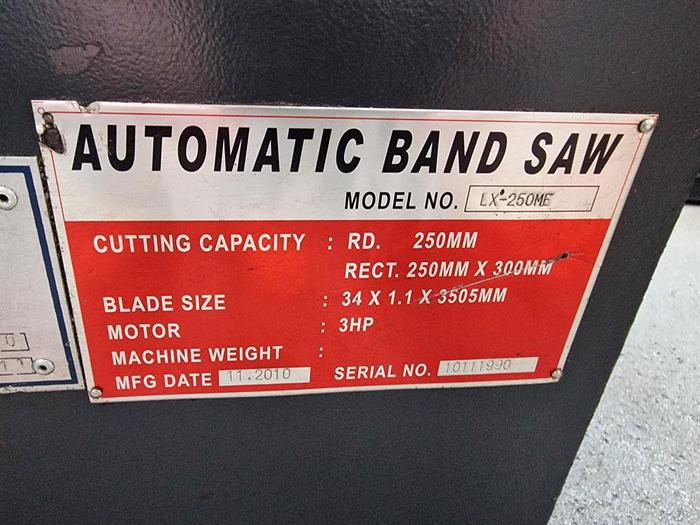 AUTOMATIC BAND SAW
MODEL NO. LX-250ME
CUTTING CAPACITY : RD. 250MM
RECT. 250MM X 300MM
BLADE SIZE : 34 X 1.1 X 3505MM
MOTOR : 3HP
MACHINE WEIGHT :
MFG DATE 11.2010 SERIAL NO. 10111990